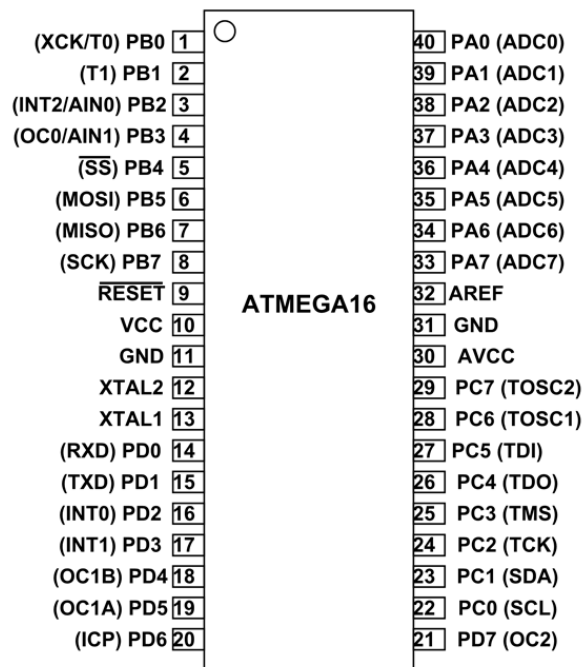 (XCK/T0) PB0 1 40 PA0 (ADC0)
(T1) PB1 2 39 PA1 (ADC1)
(INT2/AIN0) PB2 3 38 PA2 (ADC2)
(OC0/AIN1) PB3 4 37 PA3 (ADC3)
(SS) PB4 5 36 PA4 (ADC4)
(MOSI) PB5 6 35 PA5 (ADC5)
(MISO) PB6 7 34 PA6 (ADC6)
(SCK) PB7 8 33 PA7 (ADC7)
RESET 9 32 AREF
ATMEGA16
VCC 10 31 GND
GND 11 30 AVCC
XTAL2 12 29 PC7 (TOSC2)
XTAL1 13 28 PC6 (TOSC1)
(RXD) PD0 14 27 PC5 (TDI)
(TXD) PD1 15 26 PC4 (TDO)
(INT0) PD2 16 25 PC3 (TMS)
(INT1) PD3 17 24 PC2 (TCK)
(OC1B) PD4 18 23 PC1 (SDA)
(OC1A) PD5 19 22 PC0 (SCL)
(ICP) PD6 20 21 PD7 (OC2)